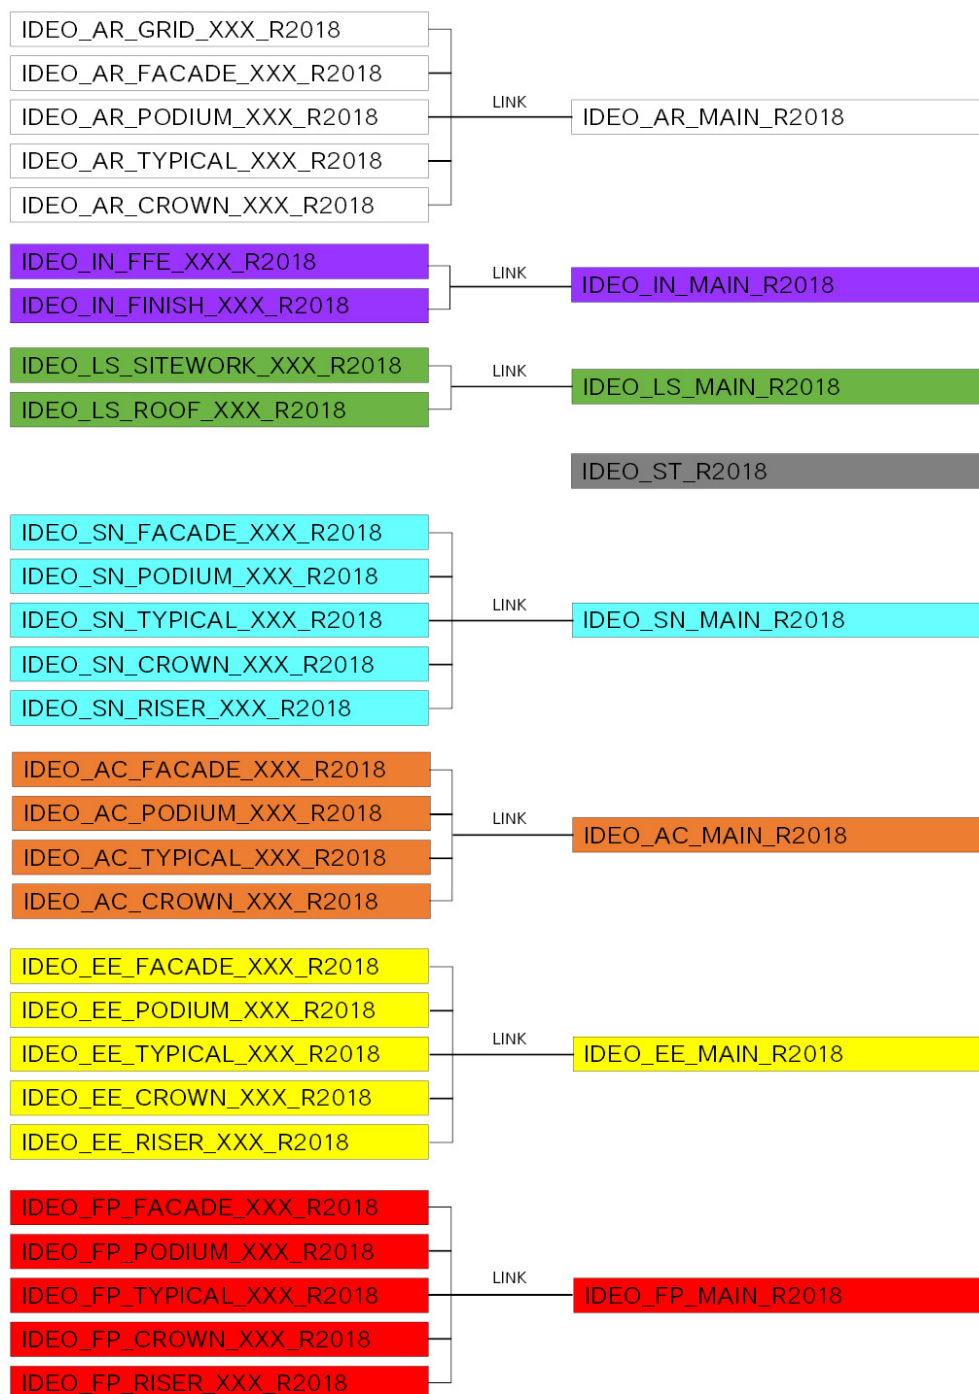 IDEO_AR_GRID_XXX_R2018
IDEO_AR_FACADE_XXX_R2018
LINK
IDEO_AR_PODIUM_XXX_R2018
IDEO_AR_MAIN_R2018
IDEO_AR_TYPICAL_XXX_R2018
IDEO_AR_CROWN_XXX_R2018
IDEO_IN_FFE_XXX_R2018
LINK
IDEO_IN_MAIN_R2018
IDEO_IN_FINISH_XXX_R2018
IDEO_LS_SITEWORK_XXX_R2018
LINK
IDEO_LS_MAIN_R2018
IDEO_LS_ROOF_XXX_R2018
IDEO_ST_R2018
IDEO_SN_FACADE_XXX_R2018
IDEO_SN_PODIUM_XXX_R2018
LINK
IDEO_SN_TYPICAL_XXX_R2018
IDEO_SN_MAIN_R2018
IDEO_SN_CROWN_XXX_R2018
IDEO_SN_RISER_XXX_R2018
IDEO_AC_FACADE_XXX_R2018
IDEO_AC_PODIUM_XXX_R2018
LINK
IDEO_AC_MAIN_R2018
IDEO_AC_TYPICAL_XXX_R2018
IDEO_AC_CROWN_XXX_R2018
IDEO_EE_FACADE_XXX_R2018
IDEO_EE_PODIUM_XXX_R2018
LINK
IDEO_EE_TYPICAL_XXX_R2018
IDEO_EE_MAIN_R2018
IDEO_EE_CROWN_XXX_R2018
IDEO_EE_RISER_XXX_R2018
IDEO_FP_FACADE_XXX_R2018
IDEO_FP_PODIUM_XXX_R2018
LINK
IDEO_FP_TYPICAL_XXX_R2018
IDEO_FP_MAIN_R2018
IDEO_FP_CROWN_XXX_R2018
IDEO_FP_RISER_XXX_R2018